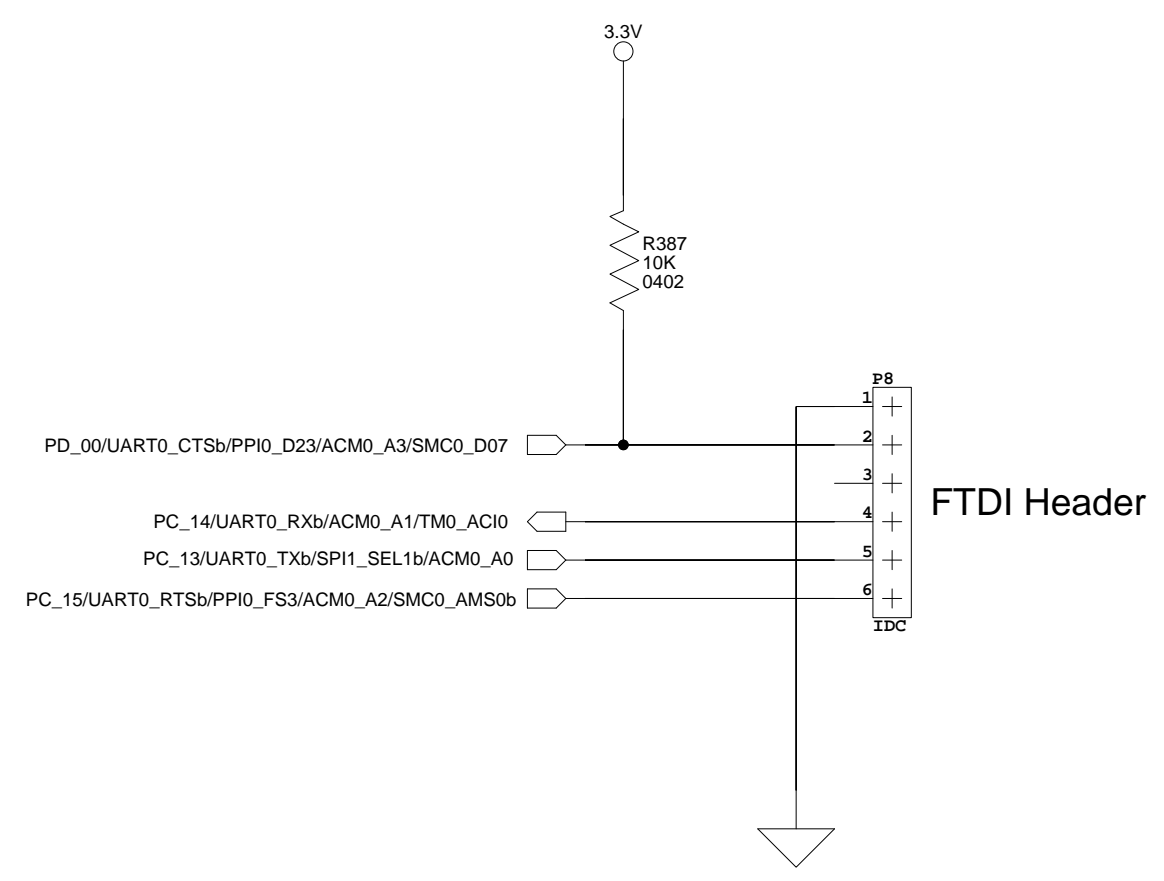 3.3V
R387
10K
0402
P8
1
PD_00/UART0_CTSb/PPI0_D23/ACM0_A3/SMC0_D07
2
3
FTDI Header
PC_14/UART0_RXb/ACM0_A1/TM0_ACI0
4
PC_13/UART0_TXb/SPI1_SEL1b/ACM0_A0
5
PC_15/UART0_RTSb/PPI0_FS3/ACM0_A2/SMC0_AMS0b
6
IDC